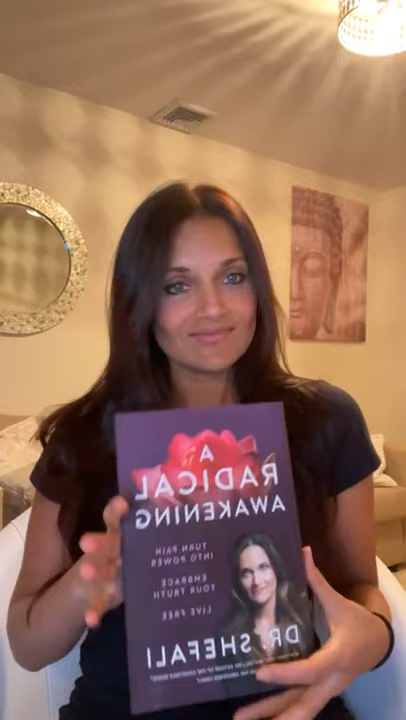 A
RADICAL
AWAKENING
TURN PAIN
INTO POWER
EMBRACE
YOUR TRUTH
LIVE FREE
DR. SHEFALI